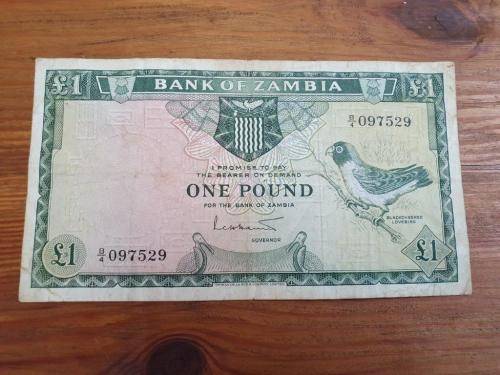 £1 BANK OF ZAMBIA £1
B/4 097529
I PROMISE TO PAY
THE BEARER ON DEMAND
ONE POUND
FOR THE BANK OF ZAMBIA
BLACKCHEEKED
LOVEBIRD
GOVERNOR
£1 B/4 097529 £1